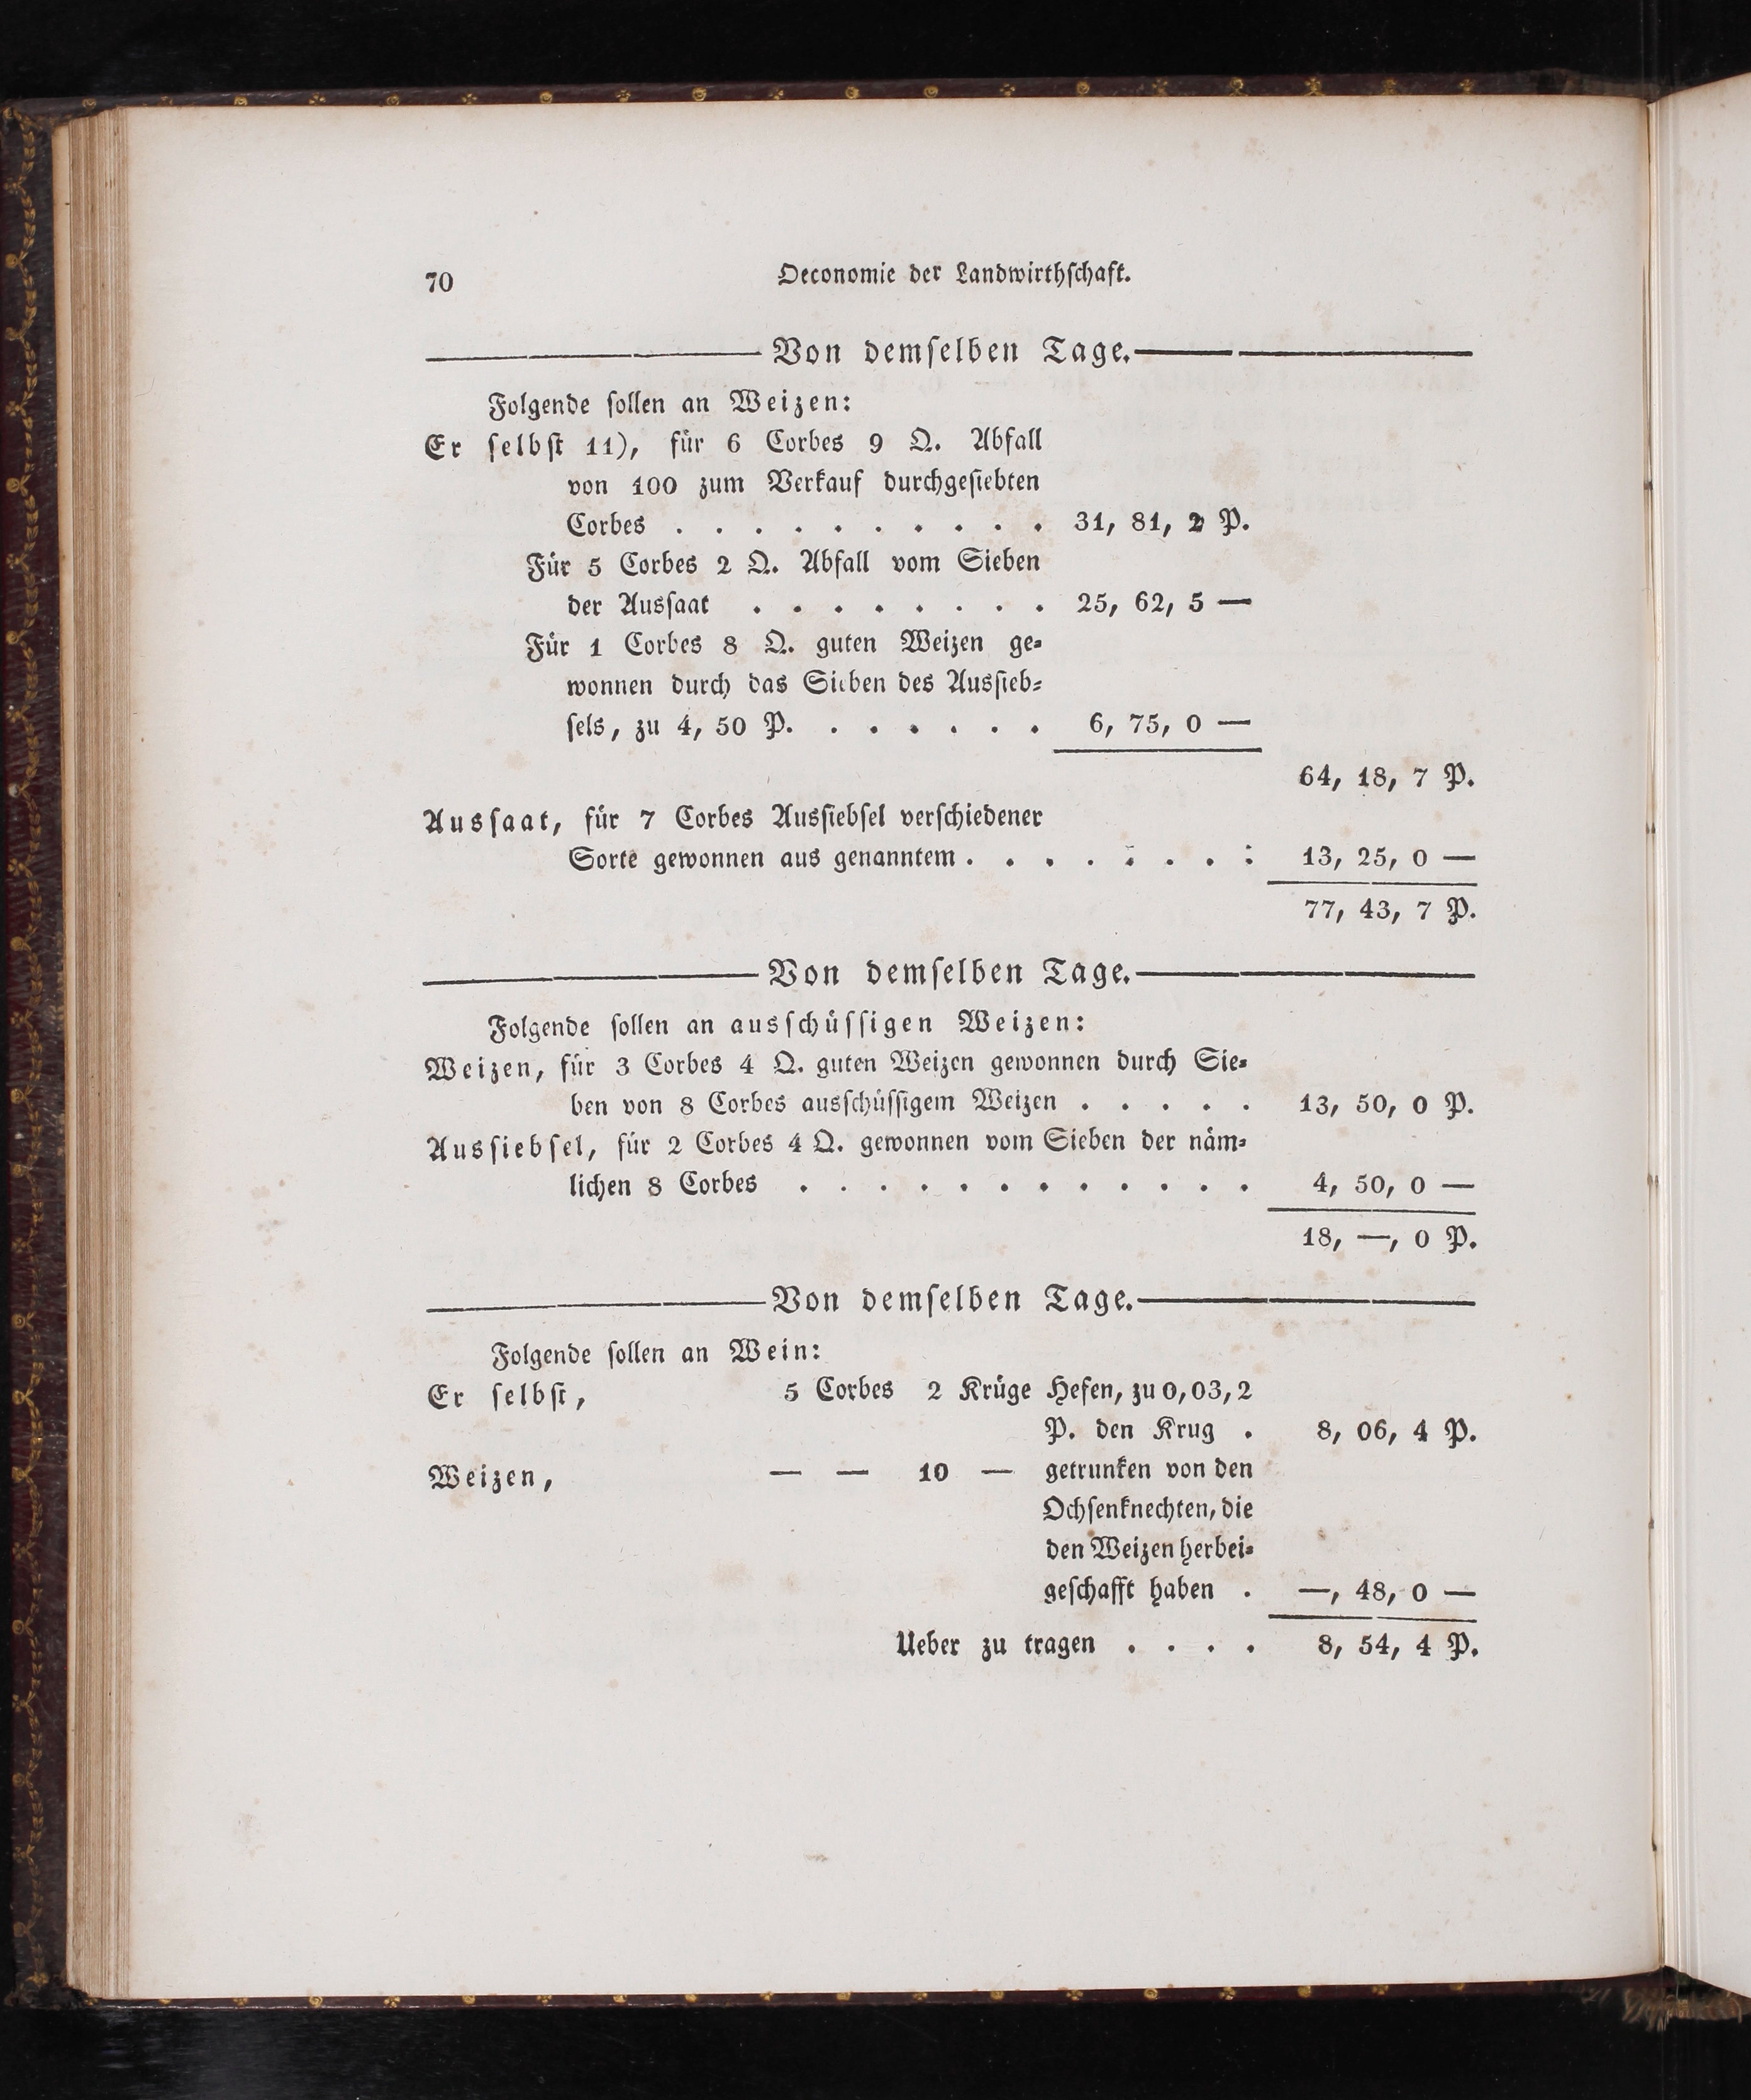 70
Oeconomie der Landwirthſchaft.
Von demſelben Tage.
Folgende ſollen an Weizen:
Er ſelbſt 11), für 6 Corbes 9 Q. Abfall
von 100 zum Verkauf durchgeſiebten
Corbes . . . . . . . . . . 31, 81, 2 P.
Für 5 Corbes 2 Q. Abfall vom Sieben
der Ausſaat . . . . . . . . 25, 62, 5 —
Für 1 Corbes 8 Q. guten Weizen ge⸗
wonnen durch das Sieben des Ausſieb⸗
ſels, zu 4, 50 P. . . . . . . 6, 75, 0 —
64, 18, 7 P.
Ausſaat, für 7 Corbes Ausſiebſel verſchiedener
Sorte gewonnen aus genanntem . . . . . . . . 13, 25, 0 —
77, 43, 7 P.
Von demſelben Tage.
Folgende ſollen an ausſchüſſigen Weizen:
Weizen, für 3 Corbes 4 Q. guten Weizen gewonnen durch Sie⸗
ben von 8 Corbes ausſchüſſigem Weizen . . . . . 13, 50, 0 P.
Ausſiebſel, für 2 Corbes 4 Q. gewonnen vom Sieben der näm⸗
lichen 8 Corbes . . . . . . . . . . . . 4, 50, 0 —
18, —, 0 P.
Von demſelben Tage.
Folgende ſollen an Wein:
Er ſelbſt, 5 Corbes 2 Krüge Hefen, zu 0, 03, 2
P. den Krug . 8, 06, 4 P.
Weizen, — — 10 — getrunken von den
Ochſenknechten, die
den Weizen herbei⸗
geſchafft haben . —, 48, 0 —
Ueber zu tragen . . . . 8, 54, 4 P.